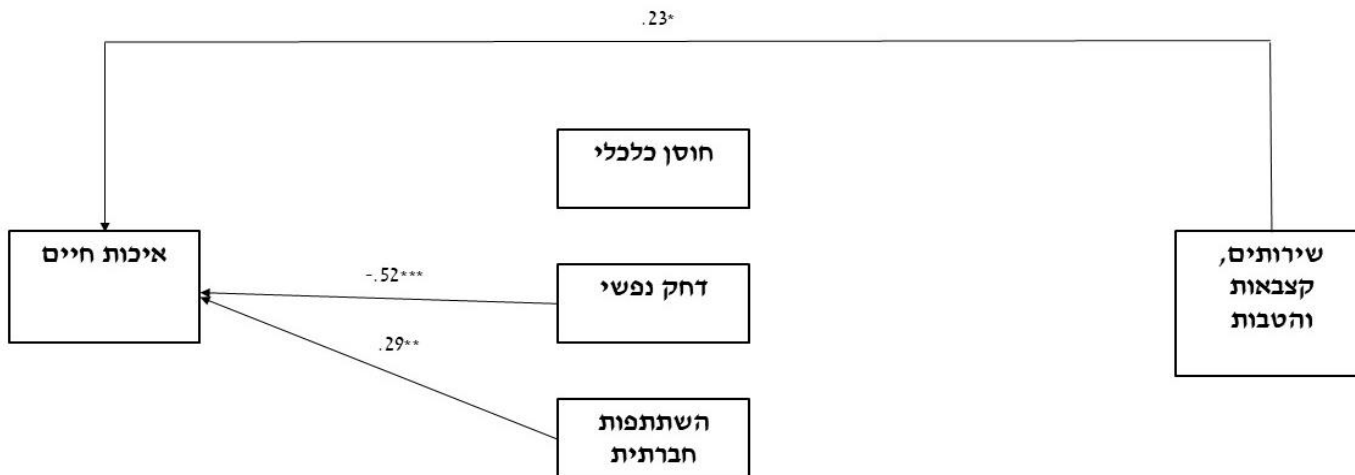 .23*
חוסן כלכלי
איכות חיים
שירותים,
קצבאות
והטבות
-.52***
דחק נפשי
.29**
השתתפות
חברתית